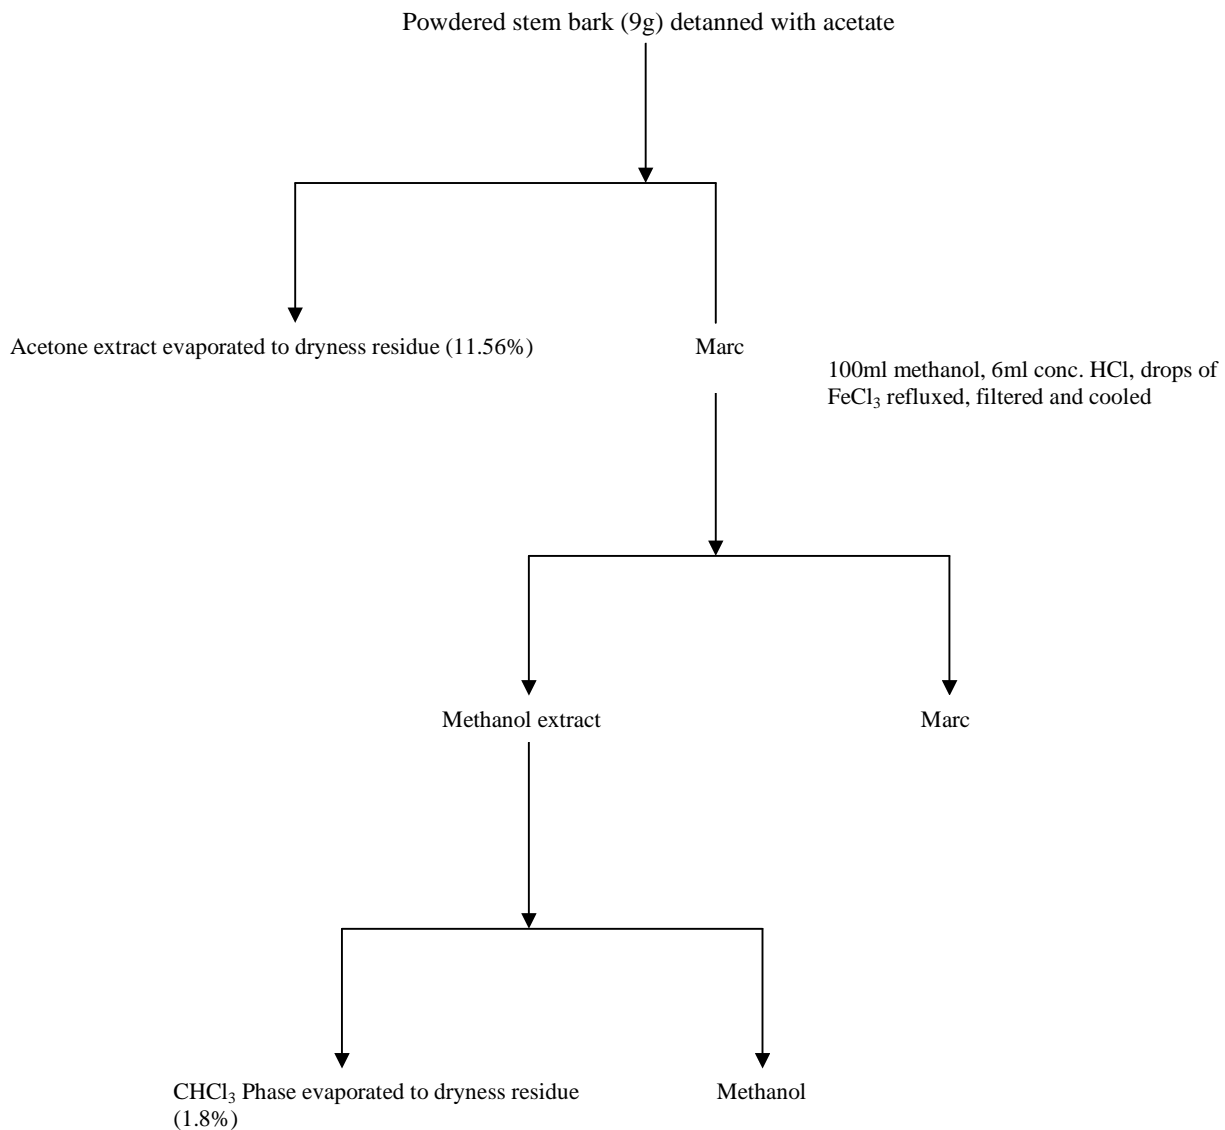 Powdered stem bark (9g) detanned with acetate
Acetone extract evaporated to dryness residue (11.56%)
Marc
100ml methanol, 6ml conc. HCl, drops of
FeCl₃ refluxed, filtered and cooled
Methanol extract
Marc
CHCl₃ Phase evaporated to dryness residue
(1.8%)
Methanol